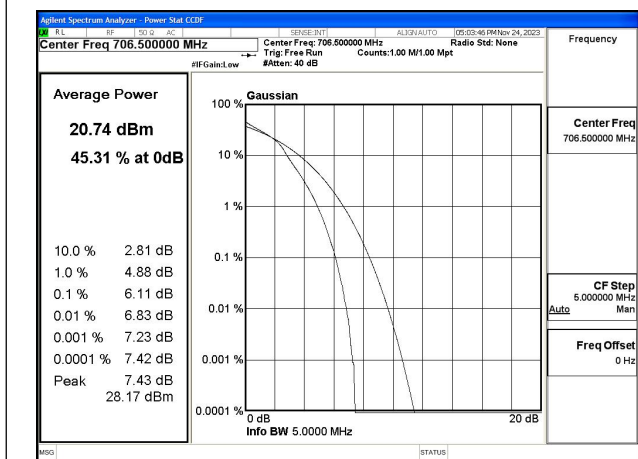 Agilent Spectrum Analyzer - Power Stat CCDF
LXI RL RF 50 Ω AC SENSE:INT ALIGN AUTO 05:03:46 PM Nov 24, 2023
Center Freq 706.500000 MHz
Center Freq: 706.500000 MHz Radio Std: None
Trig: Free Run Counts:1.00 M/1.00 Mpt
#IFGain:Low #Atten: 40 dB
Frequency
Average Power
20.74 dBm
45.31 % at 0dB
10.0 % 2.81 dB
1.0 % 4.88 dB
0.1 % 6.11 dB
0.01 % 6.83 dB
0.001 % 7.23 dB
0.0001 % 7.42 dB
Peak 7.43 dB
28.17 dBm
Gaussian
100 %
10 %
1 %
0.1 %
0.01 %
0.001 %
0.0001 %
0 dB 20 dB
Info BW 5.0000 MHz
Center Freq
706.500000 MHz
CF Step
5.000000 MHz
Auto Man
Freq Offset
0 Hz
MSG STATUS